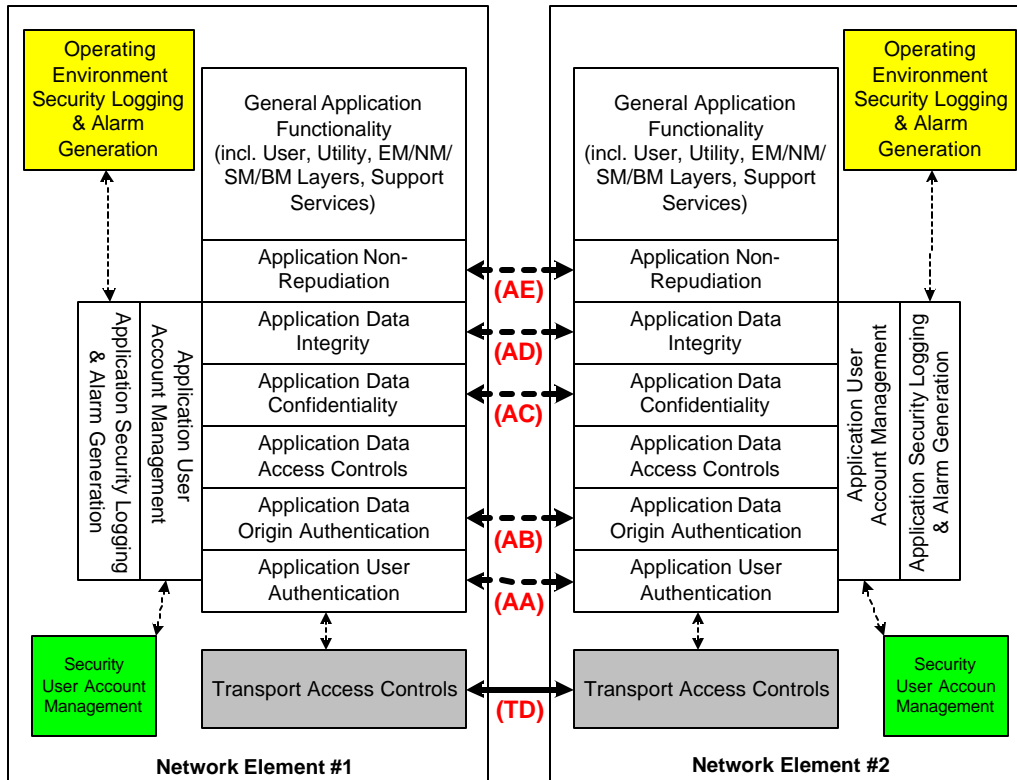 Operating
Environment
Security Logging
& Alarm
Generation
General Application
Functionality
(incl. User, Utility, EM/NM/
SM/BM Layers, Support
Services)
Application Non-
Repudiation
Application Data
Integrity
Application Data
Confidentiality
Application Data
Access Controls
Application Data
Origin Authentication
Application User
Authentication
Application User
Account Management
Application Security Logging
& Alarm Generation
Security
User Account
Management
Transport Access Controls
Network Element #1
(AE)
(AD)
(AC)
(AB)
(AA)
(TD)
General Application
Functionality
(incl. User, Utility, EM/NM/
SM/BM Layers, Support
Services)
Application Non-
Repudiation
Application Data
Integrity
Application Data
Confidentiality
Application Data
Access Controls
Application Data
Origin Authentication
Application User
Authentication
Operating
Environment
Security Logging
& Alarm
Generation
Application User
Account Management
Application Security Logging
& Alarm Generation
Transport Access Controls
Security
User Accoun
Management
Network Element #2